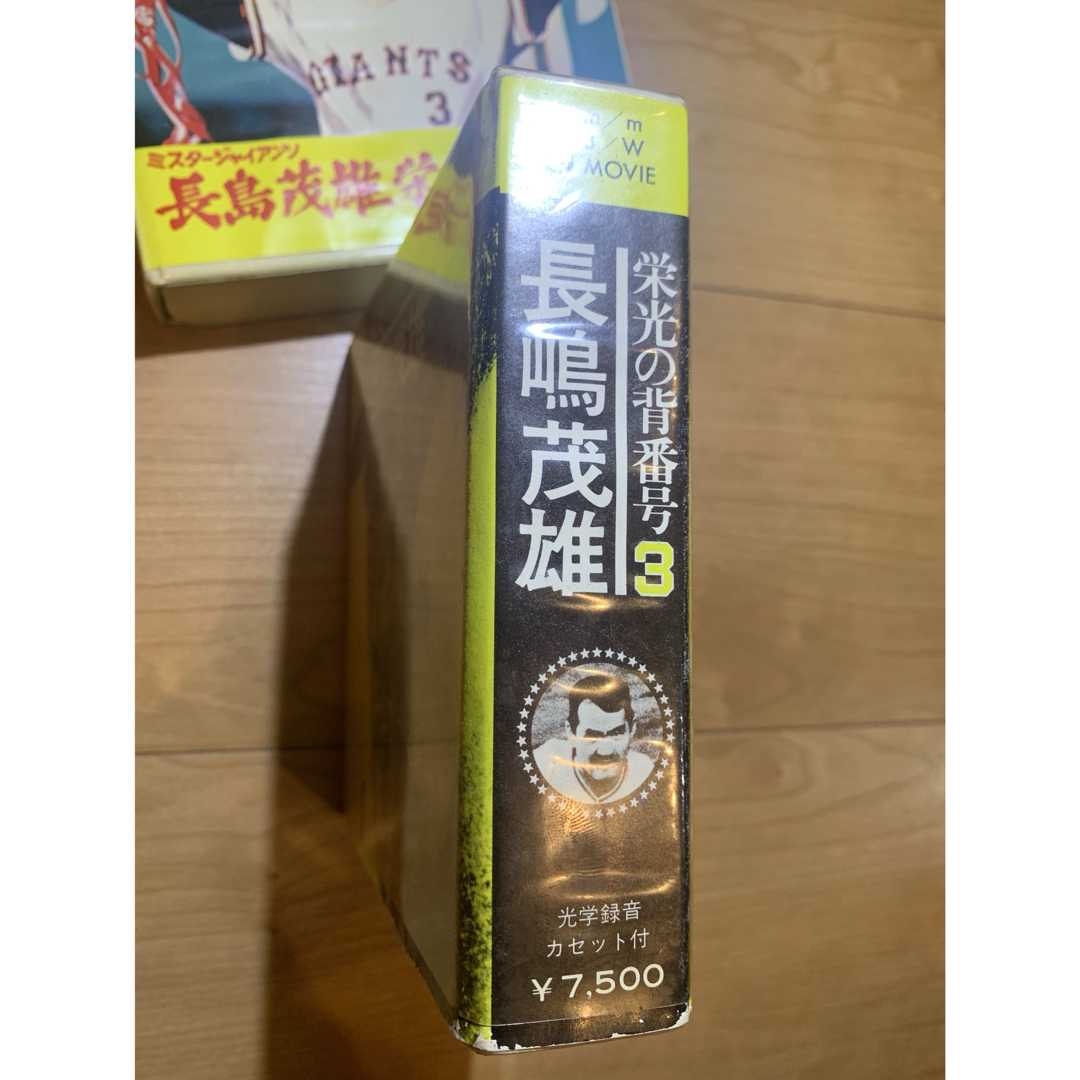 GIANTS
3
ミスタージャイアンツ
長島茂雄栄
m/m
B/W
MOVIE
栄光の背番号3
長嶋茂雄
光学録音
カセット付
¥7,500